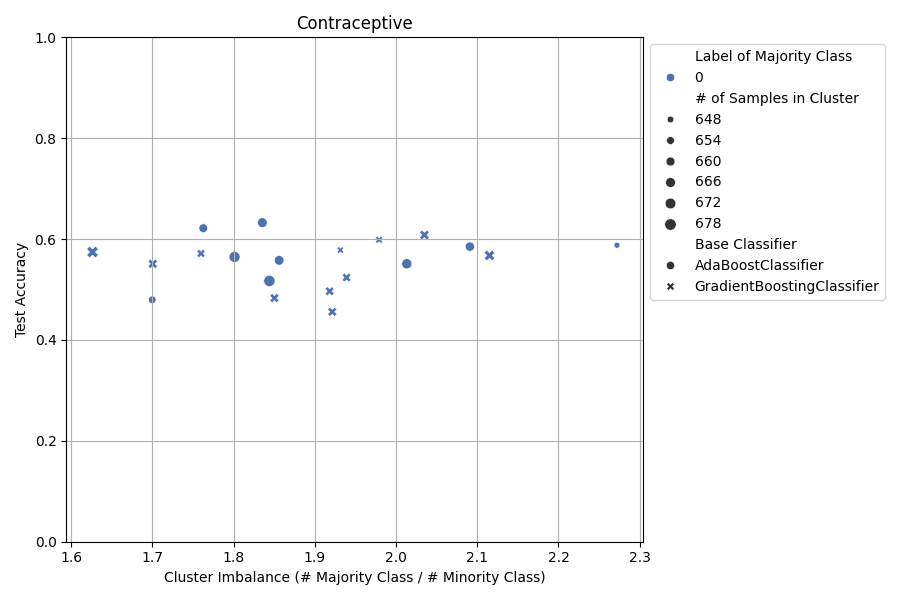 Contraceptive
1.0
0.8
0.6
0.4
0.2
0.0
Test Accuracy
1.6
1.7
1.8
1.9
2.0
2.1
2.2
2.3
Cluster Imbalance (# Majority Class / # Minority Class)
Label of Majority Class
0
# of Samples in Cluster
648
654
660
666
672
678
Base Classifier
AdaBoostClassifier
GradientBoostingClassifier